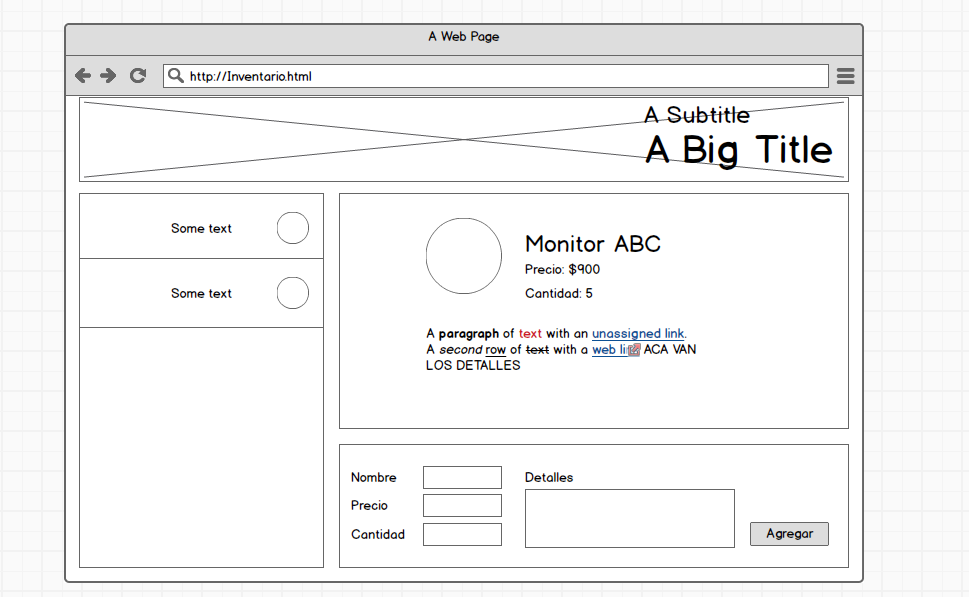 A Web Page
http://Inventario.html
A Subtitle
A Big Title
Some text
Some text
Monitor ABC
Precio: $900
Cantidad: 5
A paragraph of text with an unassigned link.
A second row of text with a web li ACA VAN
LOS DETALLES
Nombre
Precio
Cantidad
Detalles
Agregar